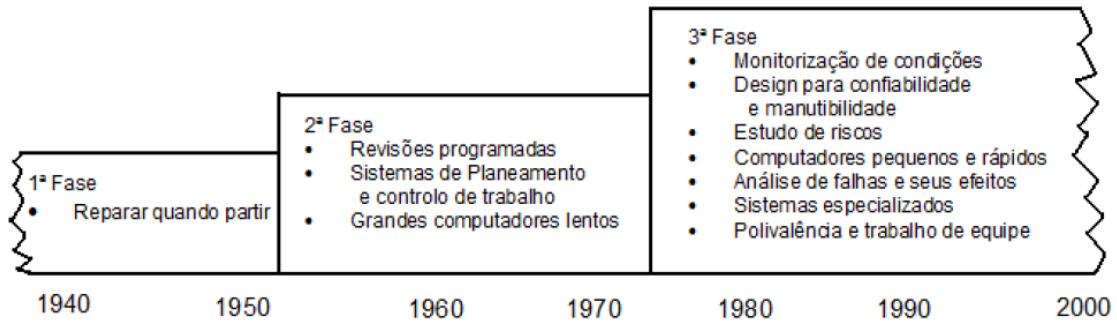 1ª Fase
• Reparar quando partir
2ª Fase
• Revisões programadas
• Sistemas de Planeamento
e controlo de trabalho
• Grandes computadores lentos
3ª Fase
• Monitorização de condições
• Design para confiabilidade
e manutibilidade
• Estudo de riscos
• Computadores pequenos e rápidos
• Análise de falhas e seus efeitos
• Sistemas especializados
• Polivalência e trabalho de equipe
1940 1950 1960 1970 1980 1990 2000